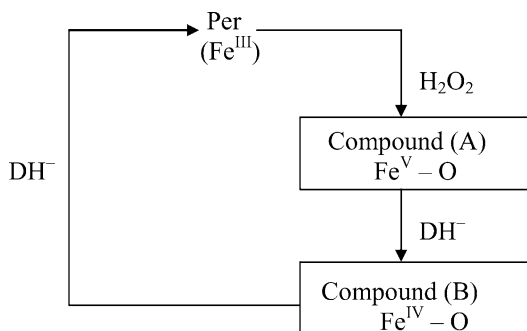 Per
(Fe^III)
H₂O₂
Compound (A)
Fe^V – O
DH⁻
DH⁻
Compound (B)
Fe^IV – O